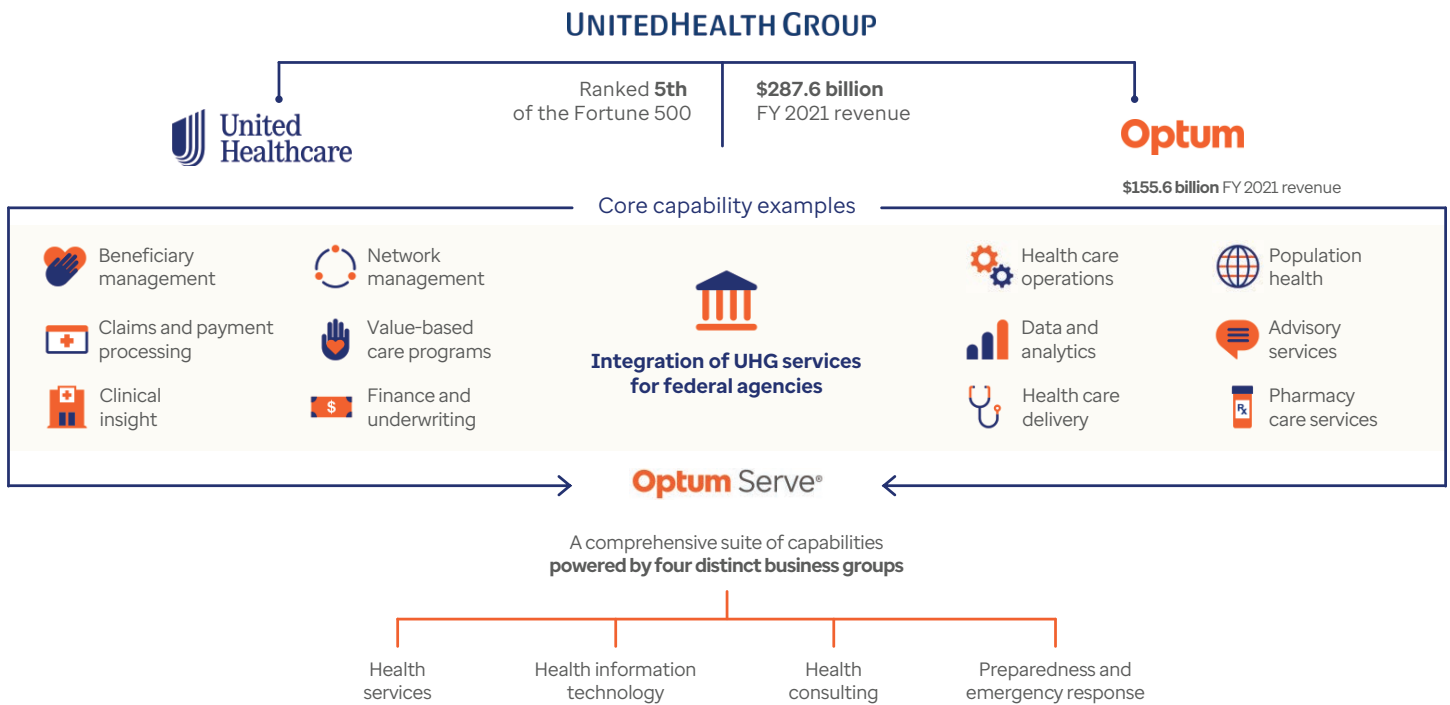 UNITEDHEALTH GROUP
Ranked 5th
of the Fortune 500
$287.6 billion
FY 2021 revenue
United
Healthcare
Optum
$155.6 billion FY 2021 revenue
Core capability examples
Beneficiary
management
Network
management
Claims and payment
processing
Value-based
care programs
Clinical
insight
$
Finance and
underwriting
Integration of UHG services
for federal agencies
Health care
operations
Population
health
Data and
analytics
Advisory
services
Health care
delivery
Rx
Pharmacy
care services
Optum Serve®
A comprehensive suite of capabilities
powered by four distinct business groups
Health
services
Health information
technology
Health
consulting
Preparedness and
emergency response